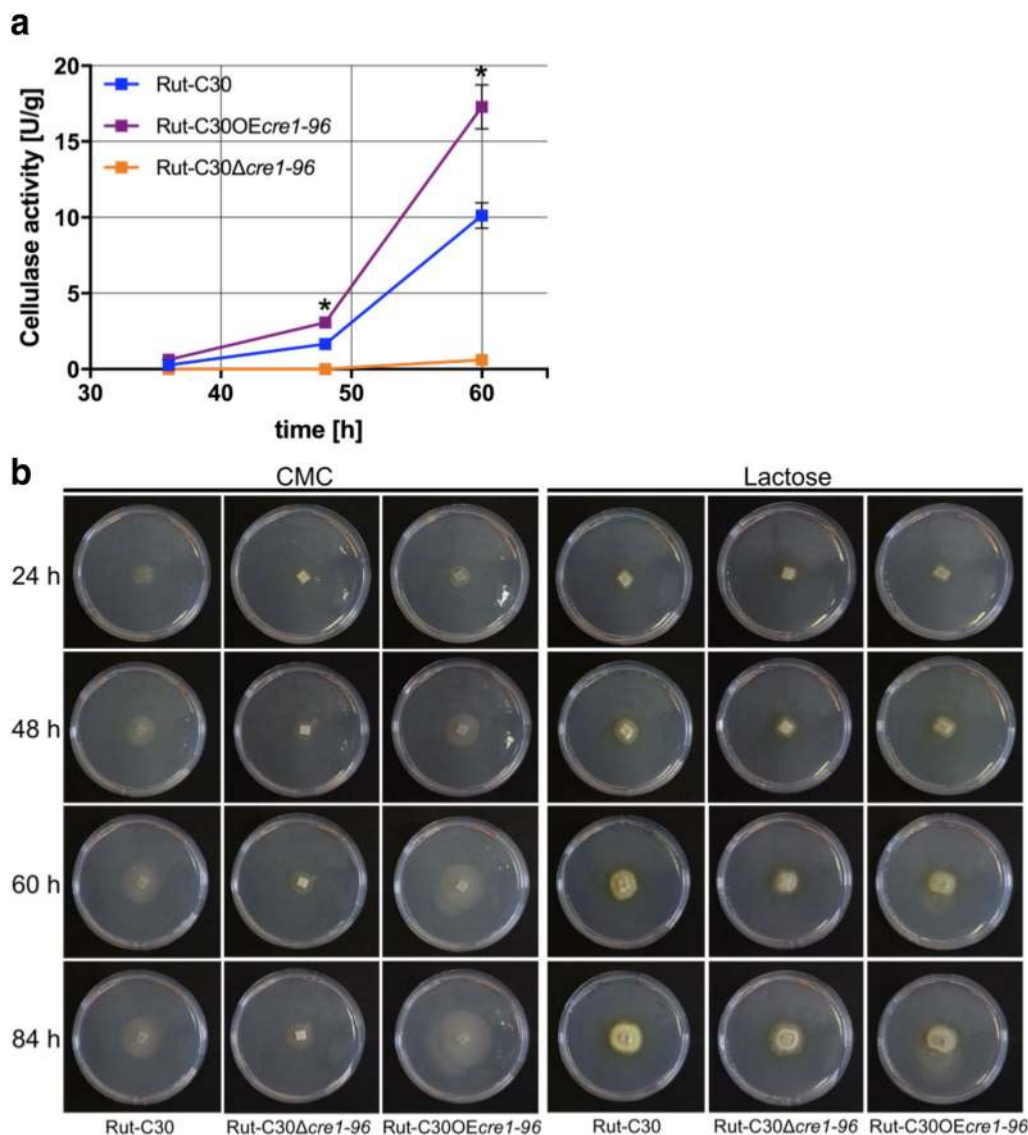 a
20
15
10
5
0
Cellulase activity [U/g]
Rut-C30
Rut-C30OEcre1-96
Rut-C30Δcre1-96
*
*
30 40 50 60
time [h]
b
CMC Lactose
24 h
48 h
60 h
84 h
Rut-C30 Rut-C30Δcre1-96 Rut-C30OEcre1-96 Rut-C30 Rut-C30Δcre1-96 Rut-C30OEcre1-96